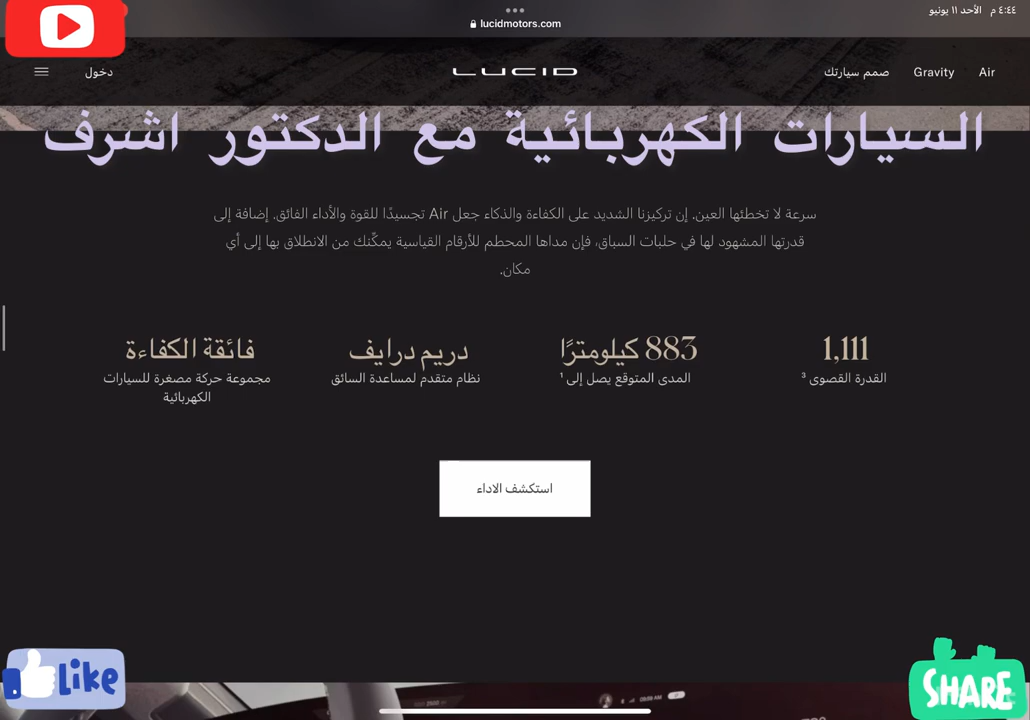 ٤:٤٤ م الأحد ١١ يونيو
lucidmotors.com
Air
Gravity
صمم سيارتك
LUCID
دخول
السيارات الكهربائية مع الدكتور اشرف
سرعة لا تخطئها العين. إن تركيزنا الشديد على الكفاءة والذكاء جعل Air تجسيدًا للقوة والأداء الفائق. إضافة إلى
قدرتها المشهود لها في حلبات السباق، فإن مداها المحطم للأرقام القياسية يمكّنك من الانطلاق بها إلى أي
مكان.
1,111
القدرة القصوى ³
883 كيلومترًا
المدى المتوقع يصل إلى ¹
دريم درايف
نظام متقدم لمساعدة السائق
فائقة الكفاءة
مجموعة حركة مصغرة للسيارات
الكهربائية
استكشف الاداء
Like
SHARE